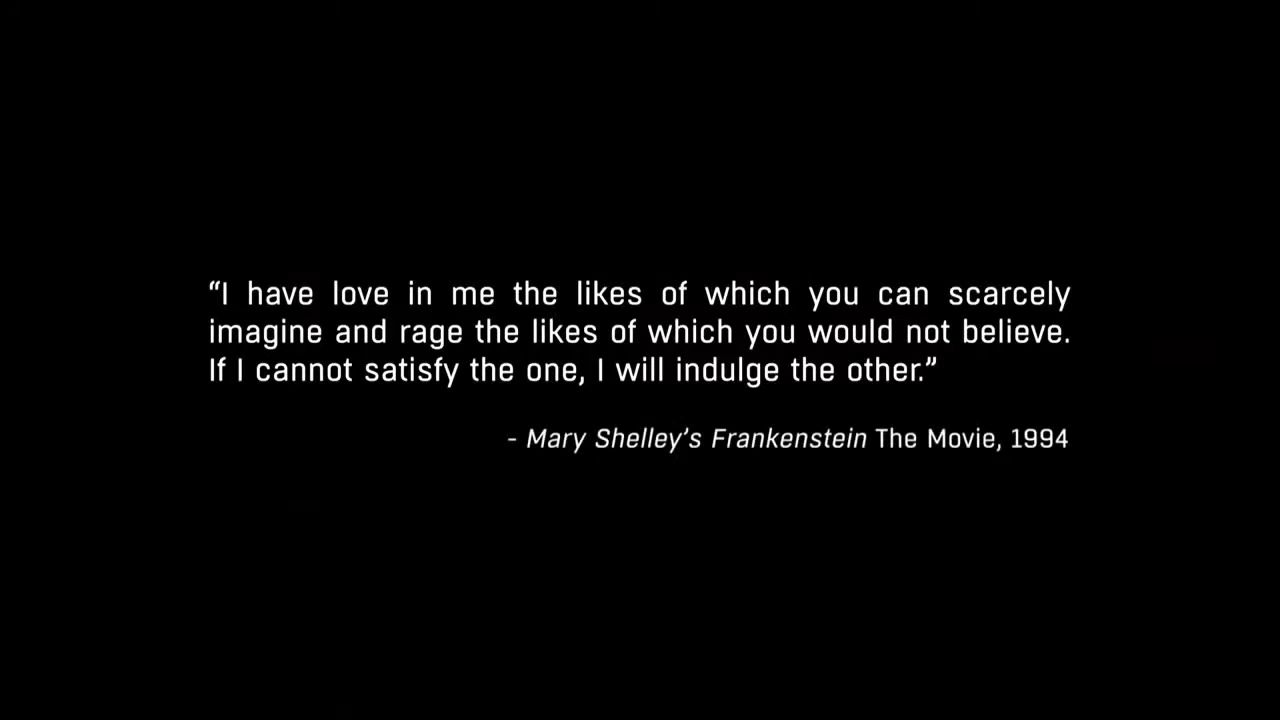 “I have love in me the likes of which you can scarcely
imagine and rage the likes of which you would not believe.
If I cannot satisfy the one, I will indulge the other.”
- Mary Shelley’s Frankenstein The Movie, 1994